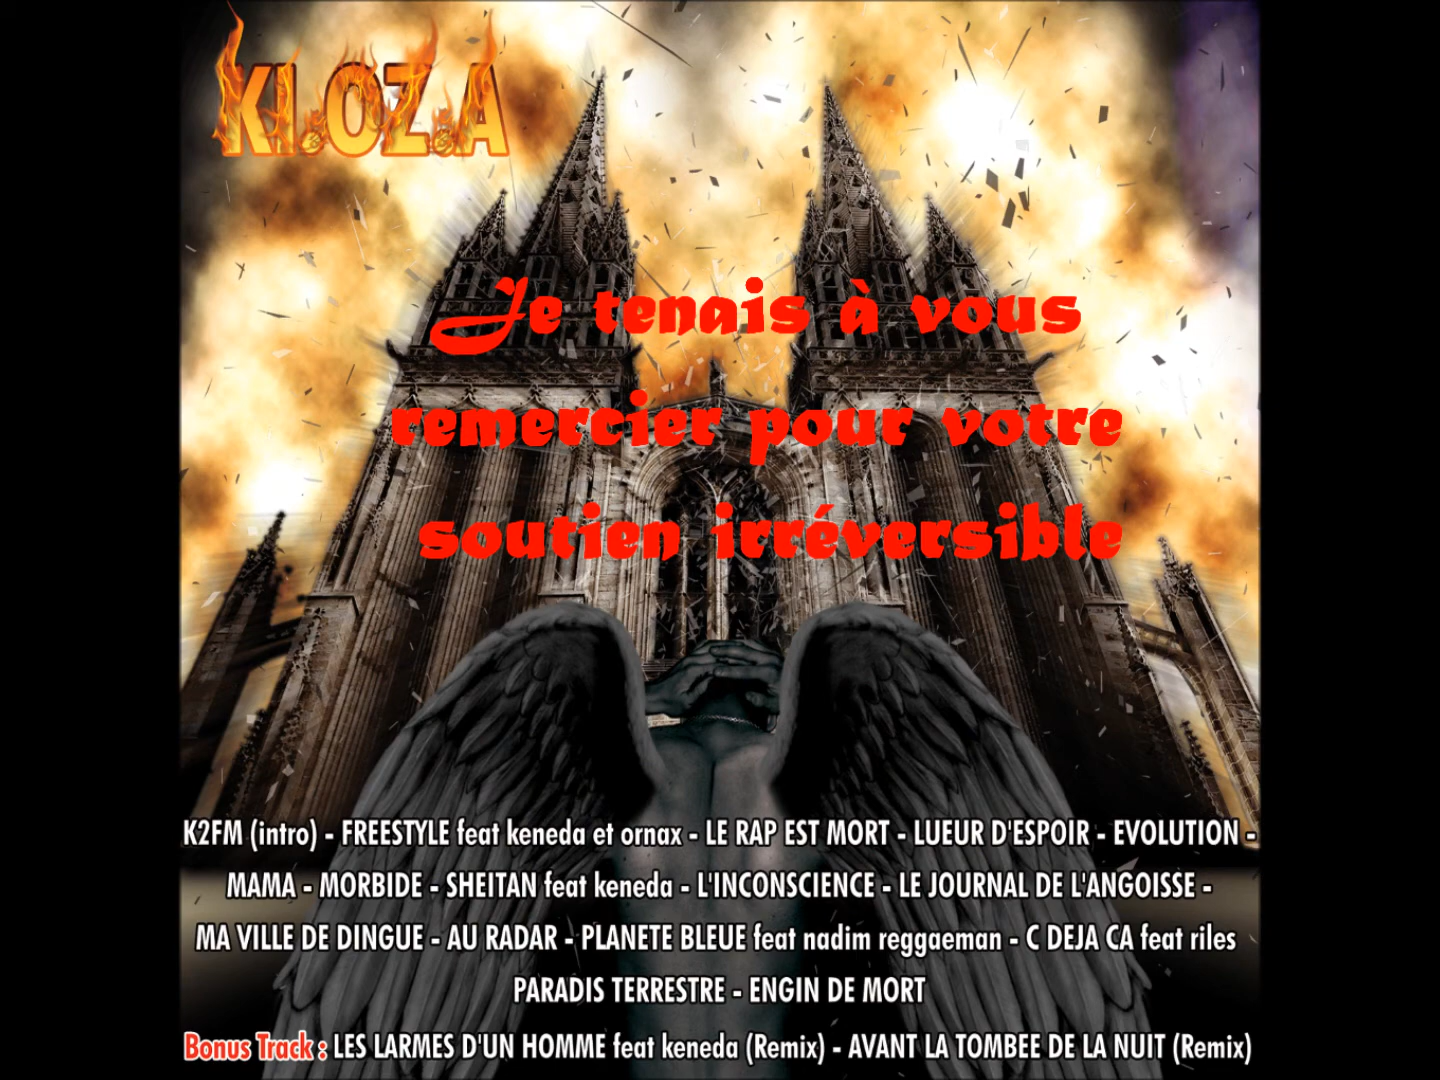 KI.OZ.A
Je tenais à vous
remercier pour votre
soutien irréversible
K2FM (intro) - FREESTYLE feat keneda et ornax - LE RAP EST MORT - LUEUR D'ESPOIR - EVOLUTION -
MAMA - MORBIDE - SHEITAN feat keneda - L'INCONSCIENCE - LE JOURNAL DE L'ANGOISSE -
MA VILLE DE DINGUE - AU RADAR - PLANETE BLEUE feat nadim reggaeman - C DEJA CA feat riles
PARADIS TERRESTRE - ENGIN DE MORT
Bonus Track : LES LARMES D'UN HOMME feat keneda (Remix) - AVANT LA TOMBEE DE LA NUIT (Remix)